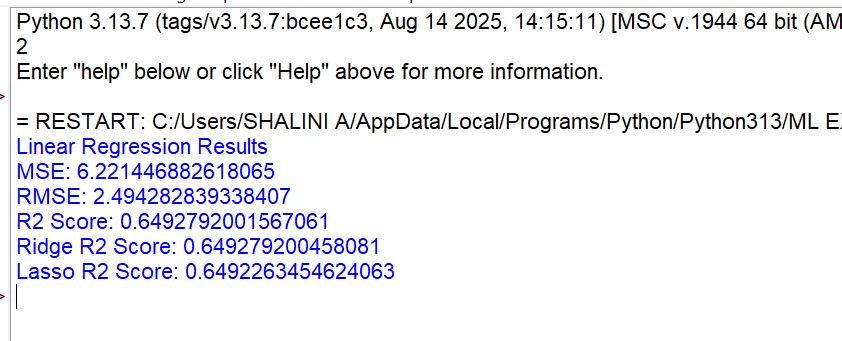 Python 3.13.7 (tags/v3.13.7:bcee1c3, Aug 14 2025, 14:15:11) [MSC v.1944 64 bit (AM
2
Enter "help" below or click "Help" above for more information.
>
= RESTART: C:/Users/SHALINI A/AppData/Local/Programs/Python/Python313/ML E
Linear Regression Results
MSE: 6.221446882618065
RMSE: 2.494282839338407
R2 Score: 0.6492792001567061
Ridge R2 Score: 0.649279200458081
Lasso R2 Score: 0.6492263454624063
>